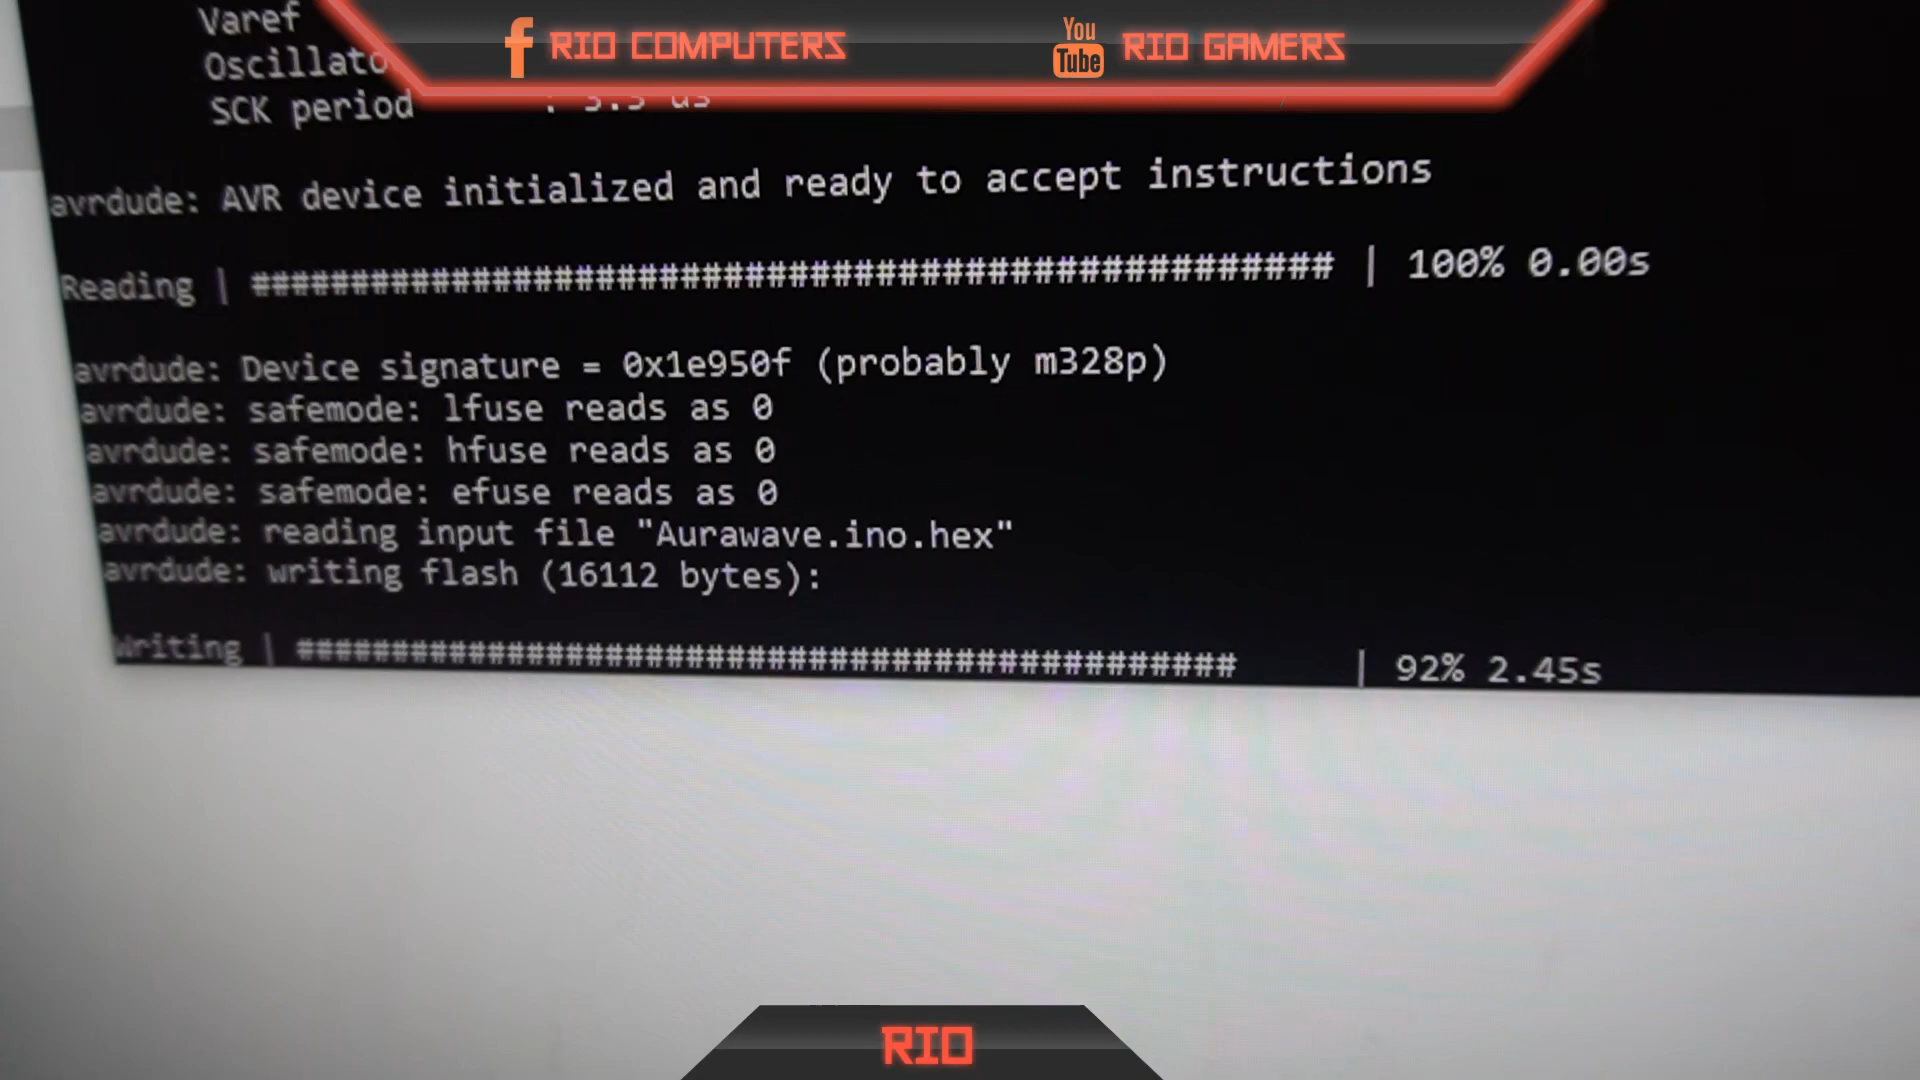 RIO COMPUTERS
You Tube RIO GAMERS
Varef
Oscillato
SCK period : 3.3 us
avrdude: AVR device initialized and ready to accept instructions
Reading | ################################################## | 100% 0.00s
avrdude: Device signature = 0x1e950f (probably m328p)
avrdude: safemode: lfuse reads as 0
avrdude: safemode: hfuse reads as 0
avrdude: safemode: efuse reads as 0
avrdude: reading input file "Aurawave.ino.hex"
avrdude: writing flash (16112 bytes):
Writing | ############################################## | 92% 2.45s
RIO